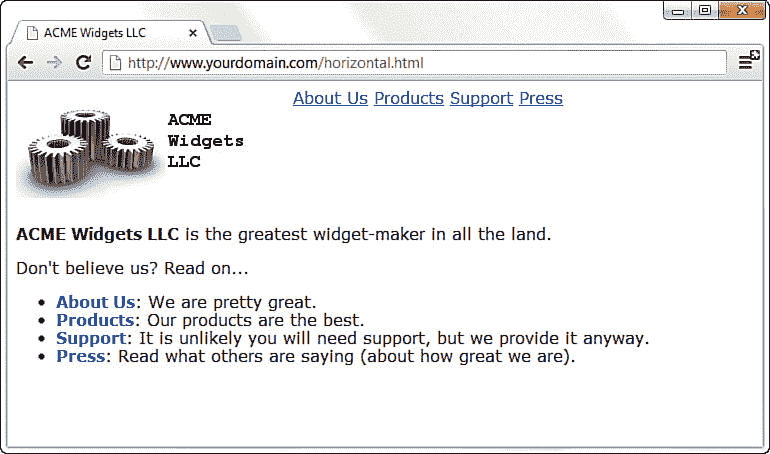 ACME Widgets LLC
http://www.yourdomain.com/horizontal.html
About Us Products Support Press
ACME
Widgets
LLC
ACME Widgets LLC is the greatest widget-maker in all the land.
Don't believe us? Read on...
• About Us: We are pretty great.
• Products: Our products are the best.
• Support: It is unlikely you will need support, but we provide it anyway.
• Press: Read what others are saying (about how great we are).